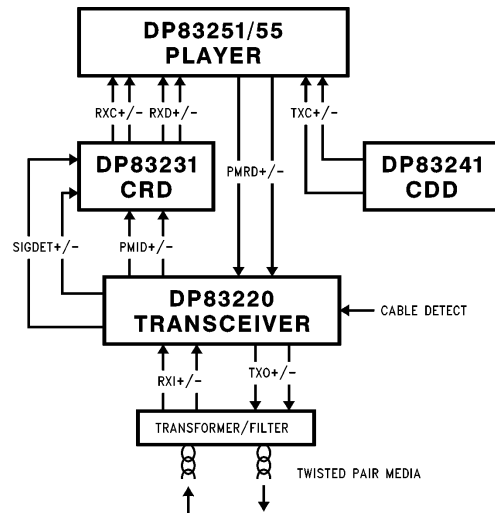 DP83251/55
PLAYER
RXC+/-
RXD+/-
TXC+/-
DP83231
CRD
PMRD+/-
DP83241
CDD
SIGDET+/-
PMID+/-
DP83220
TRANSCEIVER
CABLE DETECT
RXI+/-
TXO+/-
TRANSFORMER/FILTER
TWISTED PAIR MEDIA